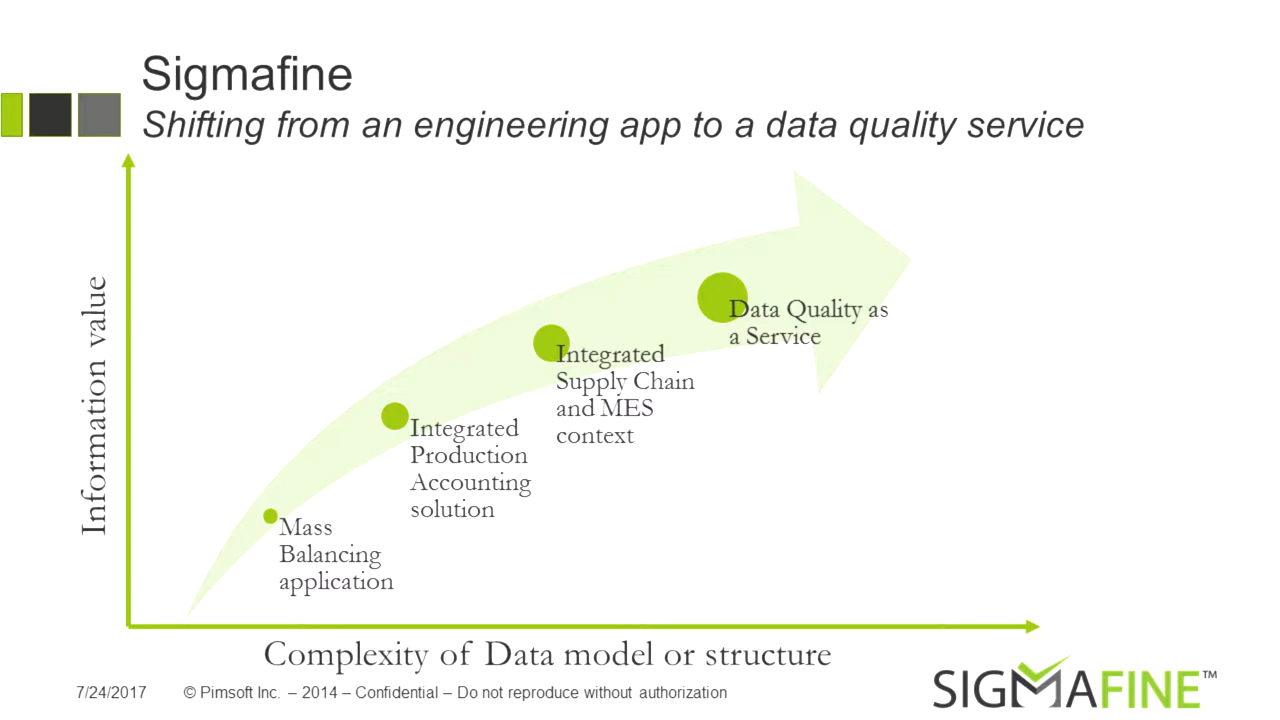 Sigmafine
Shifting from an engineering app to a data quality service
Information value
Data Quality as
a Service
Integrated
Supply Chain
and MES
context
Integrated
Production
Accounting
solution
Mass
Balancing
application
Complexity of Data model or structure
7/24/2017
© Pimsoft Inc. – 2014 – Confidential – Do not reproduce without authorization
SIGMAFINE™